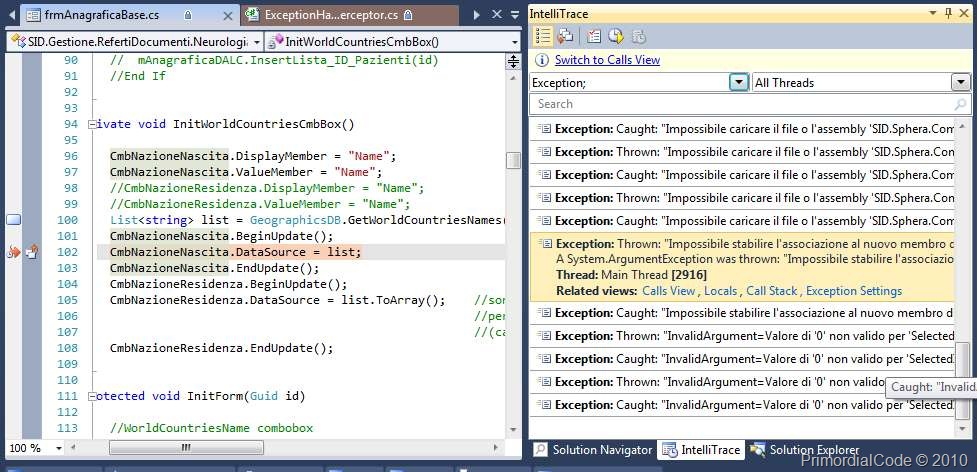 frmAnagraficaBase.cs
ExceptionHa...erceptor.cs
SID.Gestione.RefertiDocumenti.Neurologi
InitWorldCountriesCmbBox()
90 // mAnagraficaDALC.InsertLista_ID_Pazienti(id)
91 //End If
92
93
94 ivate void InitWorldCountriesCmbBox()
95
96 CmbNazioneNascita.DisplayMember = "Name";
97 CmbNazioneNascita.ValueMember = "Name";
98 //CmbNazioneResidenza.DisplayMember = "Name";
99 //CmbNazioneResidenza.ValueMember = "Name";
100 List<string> list = GeographicsDB.GetWorldCountriesNames(
101 CmbNazioneNascita.BeginUpdate();
102 CmbNazioneNascita.DataSource = list;
103 CmbNazioneNascita.EndUpdate();
104 CmbNazioneResidenza.BeginUpdate();
105 CmbNazioneResidenza.DataSource = list.ToArray(); //sor
106 //per
107 //(ca
108 CmbNazioneResidenza.EndUpdate();
109
110
111 otected void InitForm(Guid id)
112
113 //WorldCountriesName combobox
100 %
IntelliTrace
Switch to Calls View
Exception;
All Threads
Search
Exception: Caught: "Impossibile caricare il file o l'assembly 'SID.Sphera.Com
Exception: Thrown: "Impossibile caricare il file o l'assembly 'SID.Sphera.Con
Exception: Caught: "Impossibile caricare il file o l'assembly 'SID.Sphera.Com
Exception: Thrown: "Impossibile caricare il file o l'assembly 'SID.Sphera.Con
Exception: Caught: "Impossibile caricare il file o l'assembly 'SID.Sphera.Com
Exception: Thrown: "Impossibile stabilire l'associazione al nuovo membro d
A System.ArgumentException was thrown: "Impossibile stabilire l'associazio
Thread: Main Thread [2916]
Related views: Calls View , Locals , Call Stack , Exception Settings
Exception: Caught: "Impossibile stabilire l'associazione al nuovo membro di
Exception: Thrown: "InvalidArgument=Valore di '0' non valido per 'Selected
Exception: Caught: "InvalidArgument=Valore di '0' non valido per 'SelectedI
Exception: Thrown: "InvalidArgument=Valore di '0' non valido
Caught: "Invalid
Exception: Caught: "InvalidArgument=Valore di '0' non valido per 'SelectedI
Solution Navigator
IntelliTrace
Solution Explorer
PrimordialCode © 2010